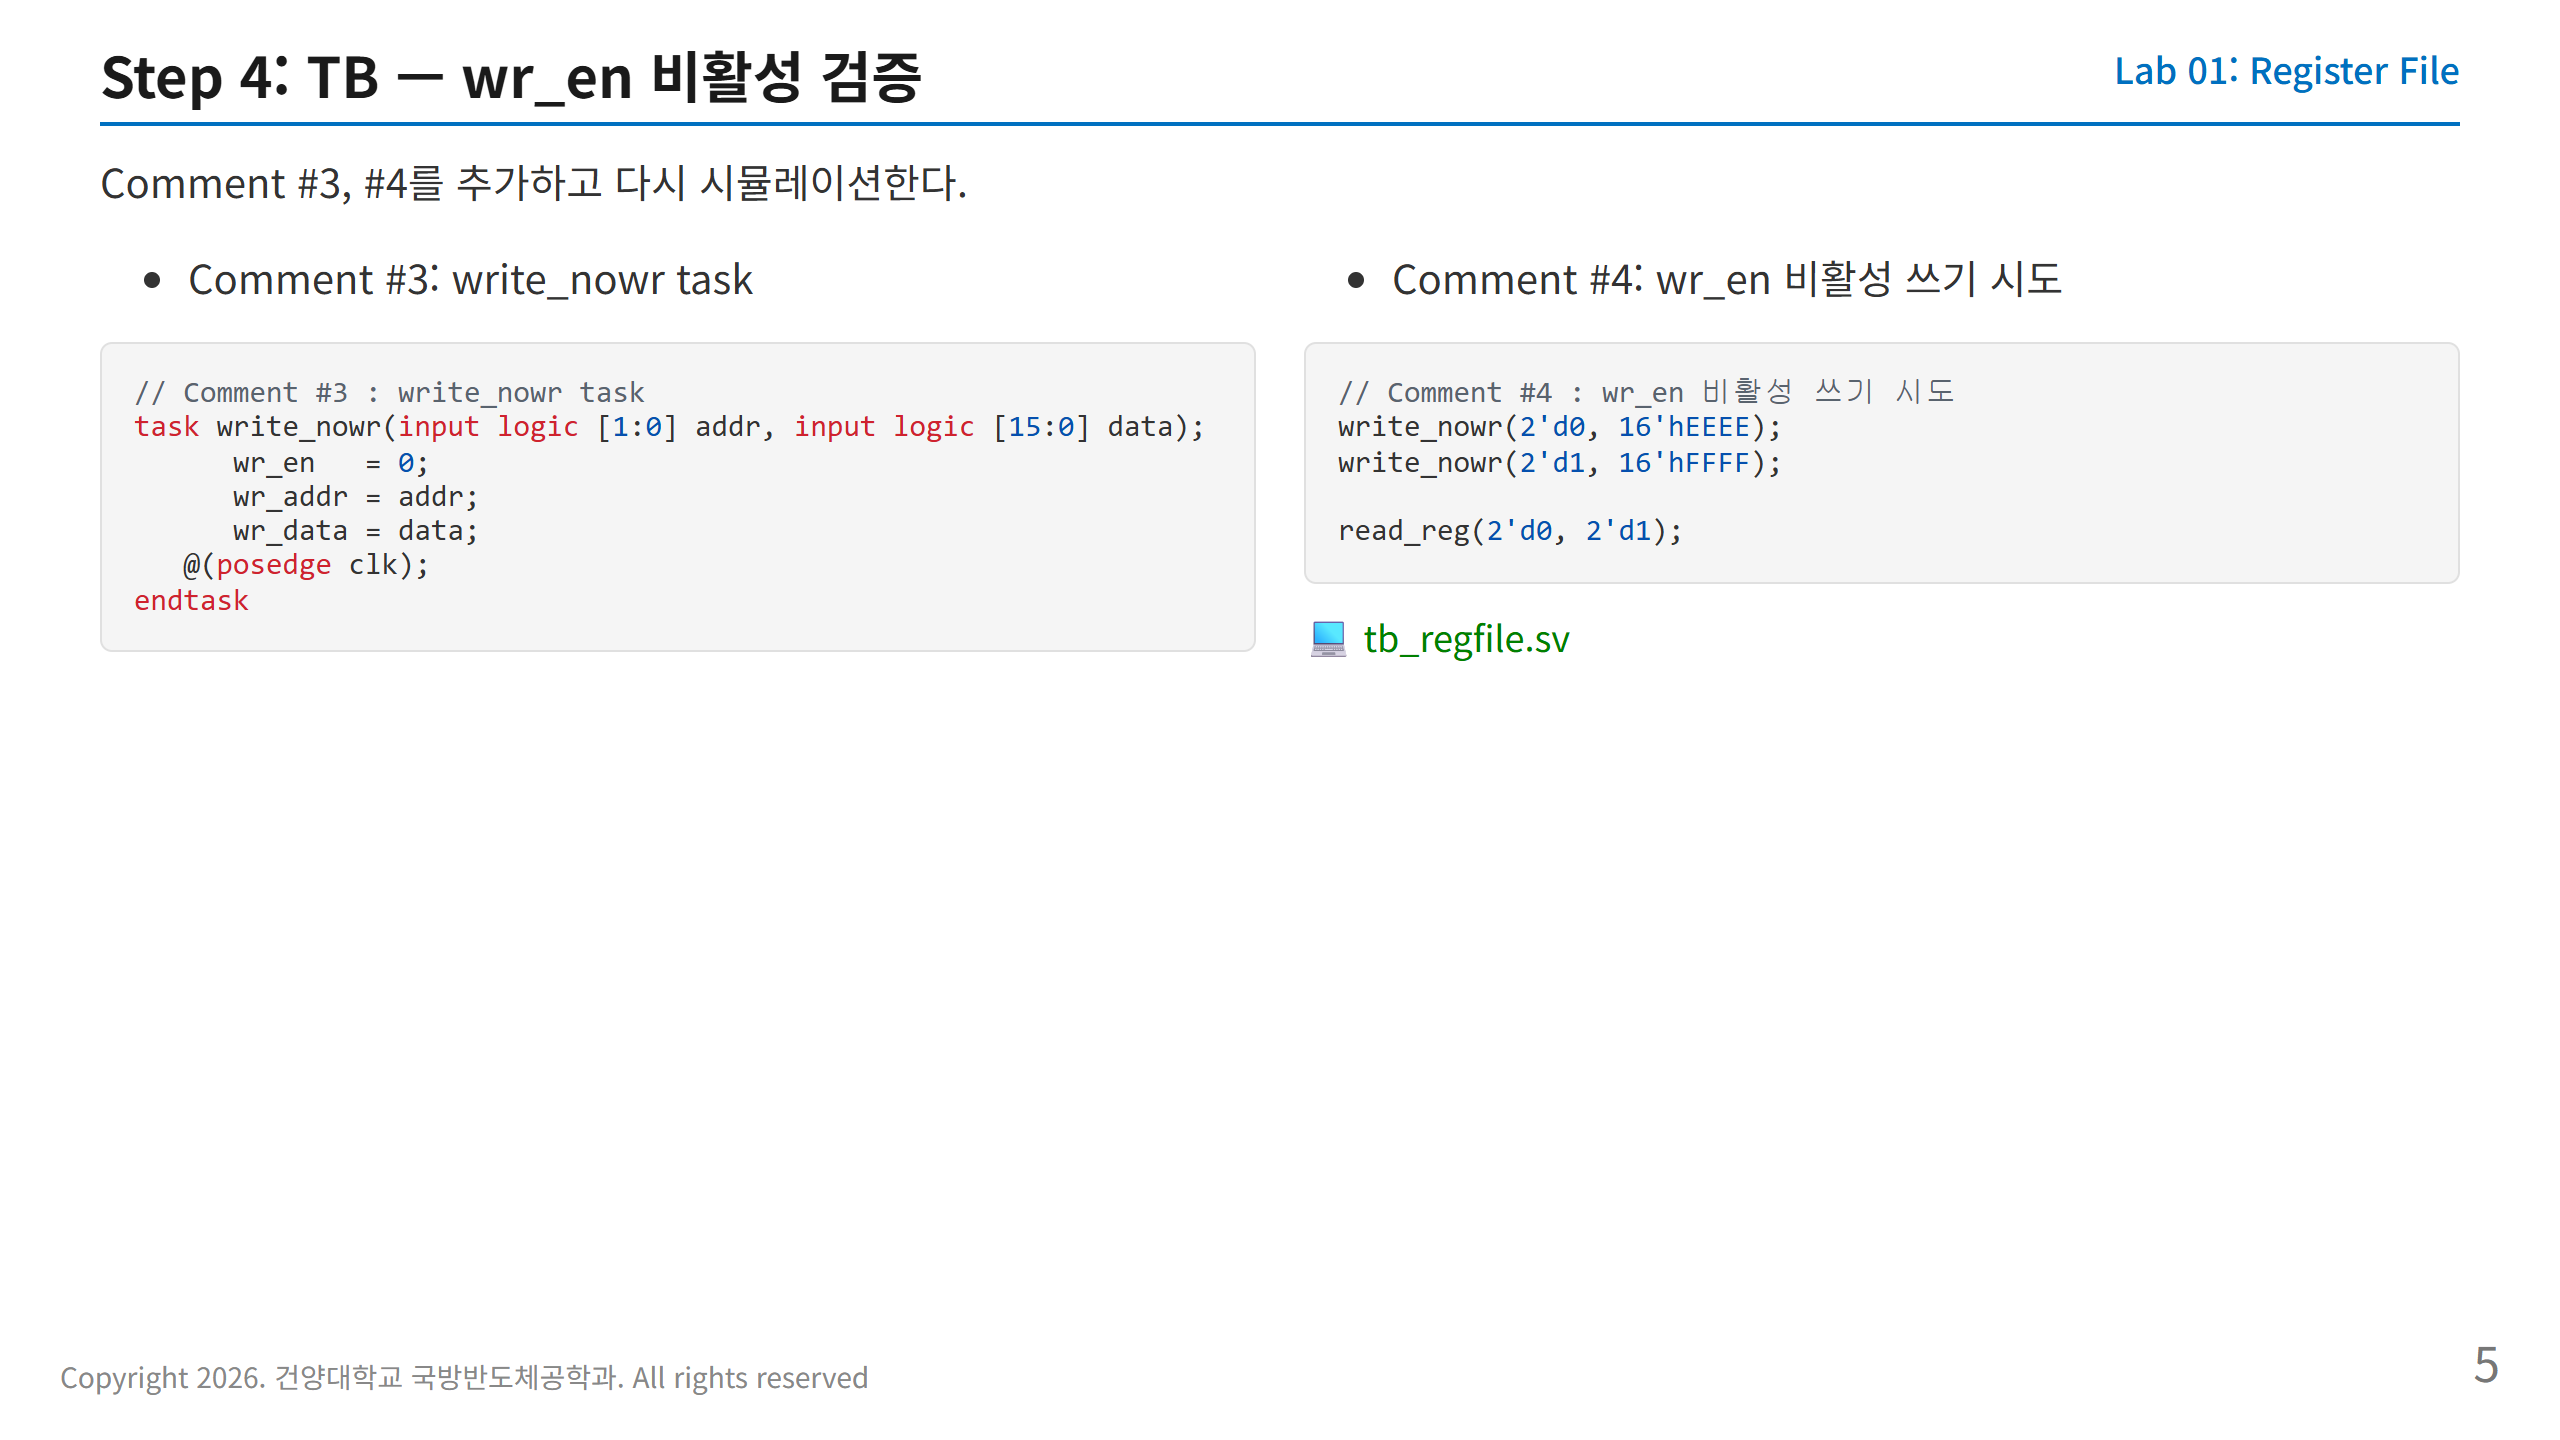 Step 4: TB — wr_en 비활성 검증
Lab 01: Register File
Comment #3, #4를 추가하고 다시 시뮬레이션한다.
• Comment #3: write_nowr task
// Comment #3 : write_nowr task
task write_nowr(input logic [1:0] addr, input logic [15:0] data);
      wr_en   = 0;
      wr_addr = addr;
      wr_data = data;
   @(posedge clk);
endtask
• Comment #4: wr_en 비활성 쓰기 시도
// Comment #4 : wr_en 비활성 쓰기 시도
write_nowr(2'd0, 16'hEEEE);
write_nowr(2'd1, 16'hFFFF);
read_reg(2'd0, 2'd1);
💻 tb_regfile.sv
Copyright 2026. 건양대학교 국방반도체공학과. All rights reserved
5